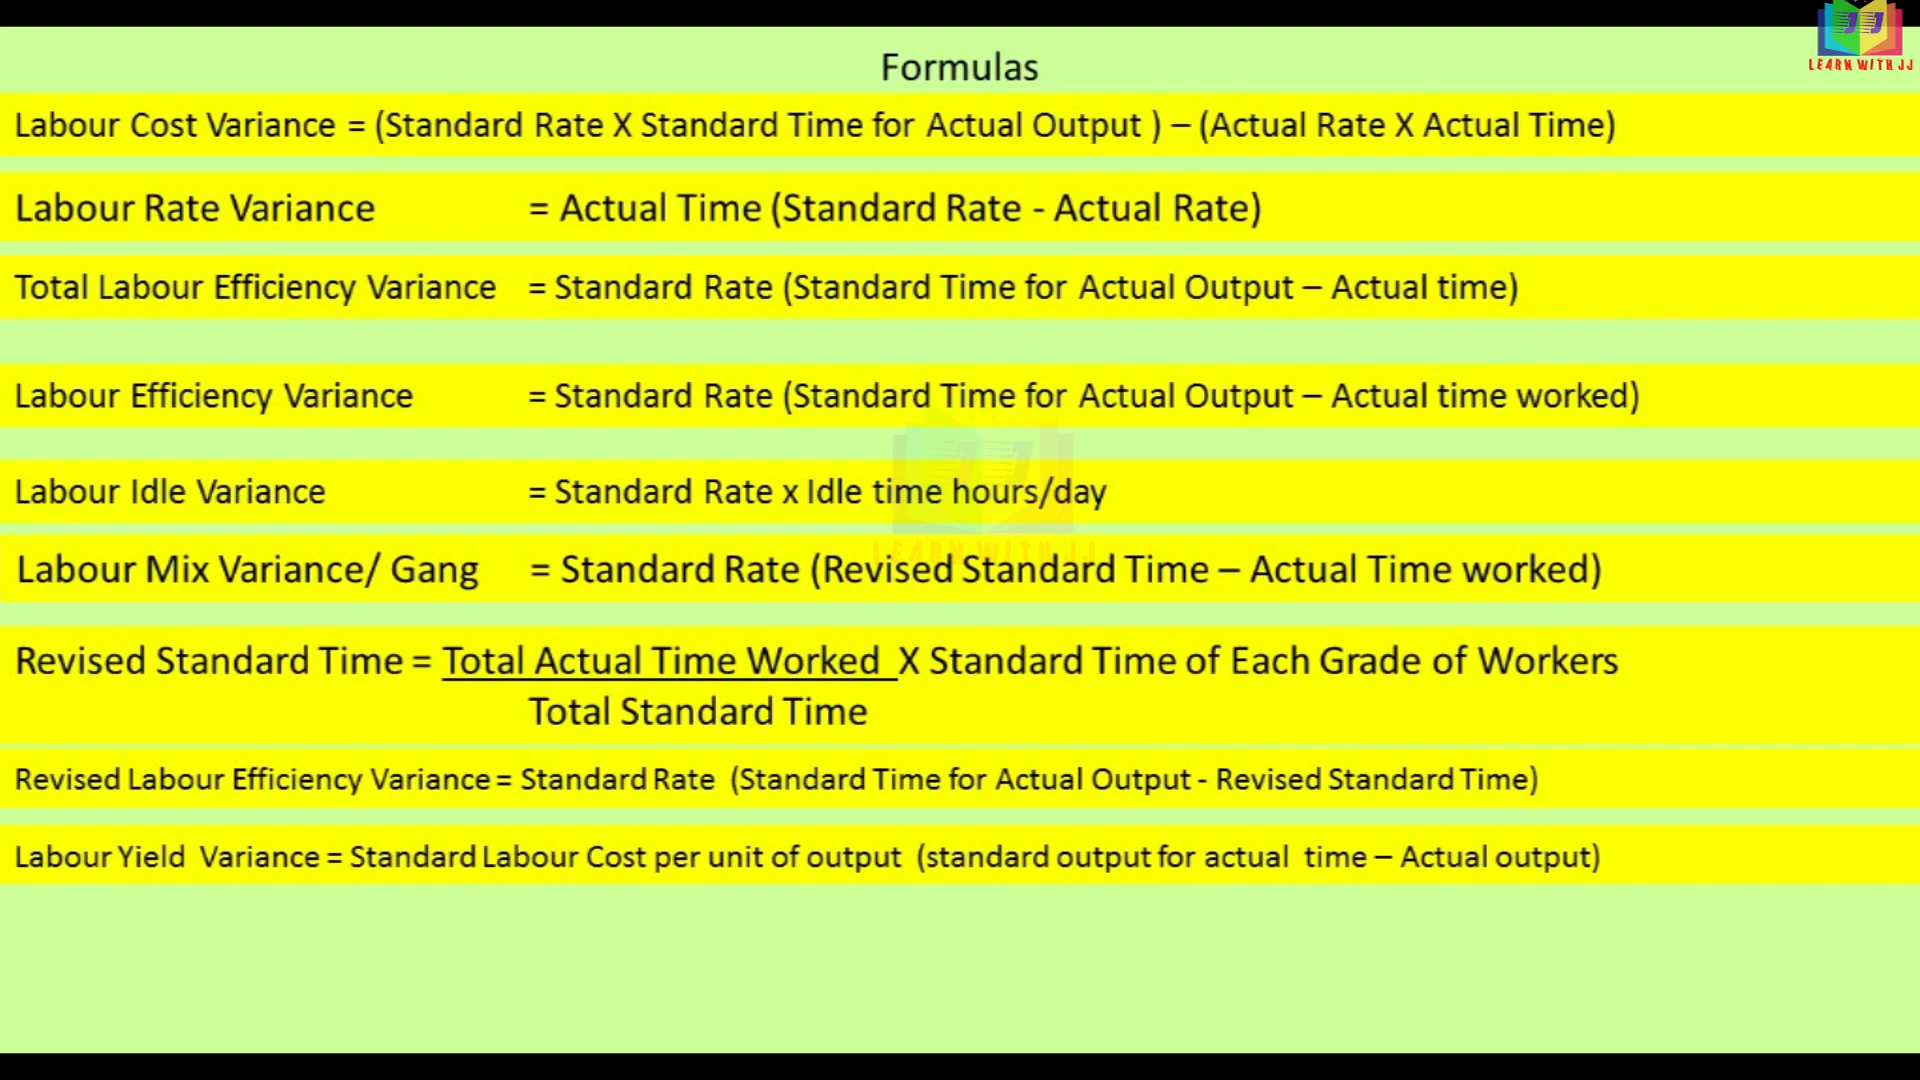 LEARN WITH JJ
Formulas
Labour Cost Variance = (Standard Rate X Standard Time for Actual Output ) – (Actual Rate X Actual Time)
Labour Rate Variance = Actual Time (Standard Rate - Actual Rate)
Total Labour Efficiency Variance = Standard Rate (Standard Time for Actual Output – Actual time)
Labour Efficiency Variance = Standard Rate (Standard Time for Actual Output – Actual time worked)
Labour Idle Variance = Standard Rate x Idle time hours/day
LEARN WITH JJ
Labour Mix Variance/ Gang = Standard Rate (Revised Standard Time – Actual Time worked)
Revised Standard Time = Total Actual Time Worked X Standard Time of Each Grade of Workers
Total Standard Time
Revised Labour Efficiency Variance = Standard Rate (Standard Time for Actual Output - Revised Standard Time)
Labour Yield Variance = Standard Labour Cost per unit of output (standard output for actual time – Actual output)